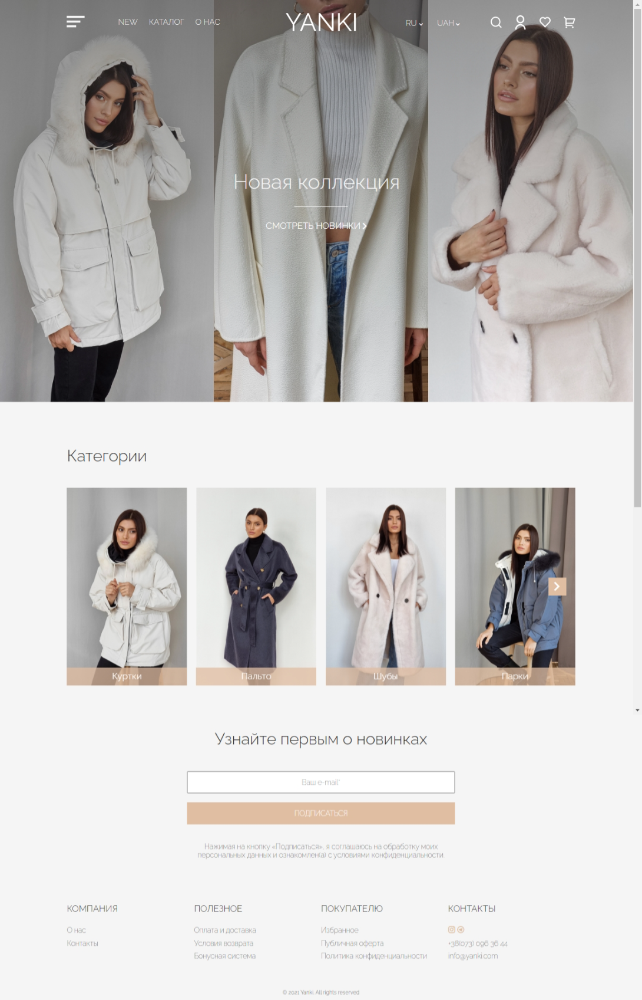 NEW КАТАЛОГ О НАС YANKI RU UAH
Новая коллекция
СМОТРЕТЬ НОВИНКИ
Категории
Куртки Пальто Шубы Парки
Узнайте первым о новинках
Ваш e-mail*
ПОДПИСАТЬСЯ
Нажимая на кнопку «Подписаться», я соглашаюсь на обработку моих
персональных данных и ознакомлен(а) с условиями конфиденциальности.
КОМПАНИЯ ПОЛЕЗНОЕ ПОКУПАТЕЛЮ КОНТАКТЫ
О нас Оплата и доставка Избранное
Контакты Условия возврата Публичная оферта +38(073) 096 36 44
Бонусная система Политика конфиденциальности info@yanki.com
© 2021 Yanki. All rights reserved